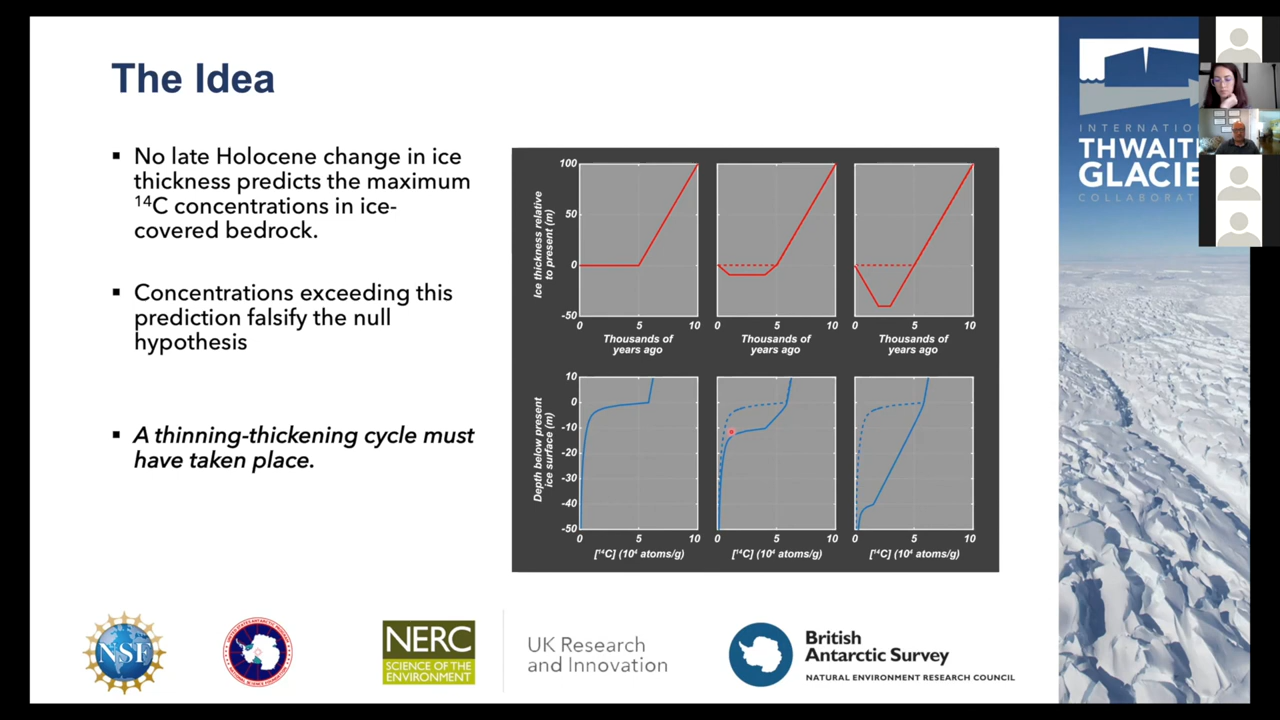 The Idea
▪ No late Holocene change in ice
thickness predicts the maximum
¹⁴C concentrations in ice-
covered bedrock.
▪ Concentrations exceeding this
prediction falsify the null
hypothesis
▪ A thinning-thickening cycle must
have taken place.
Ice thickness relative
to present (m)
100
50
0
-50
0 5 10
0 5 10
0 5 10
Thousands of
years ago
Thousands of
years ago
Thousands of
years ago
Depth below present
ice surface (m)
10
0
-10
-20
-30
-40
-50
0 5 10
0 5 10
0 5 10
[¹⁴C] (10⁴ atoms/g)
[¹⁴C] (10⁴ atoms/g)
[¹⁴C] (10⁴ atoms/g)
INTERNATIO
THWAIT
GLACIE
COLLABORAT
NSF
NERC
SCIENCE OF THE
ENVIRONMENT
UK Research
and Innovation
British
Antarctic Survey
NATURAL ENVIRONMENT RESEARCH COUNCIL